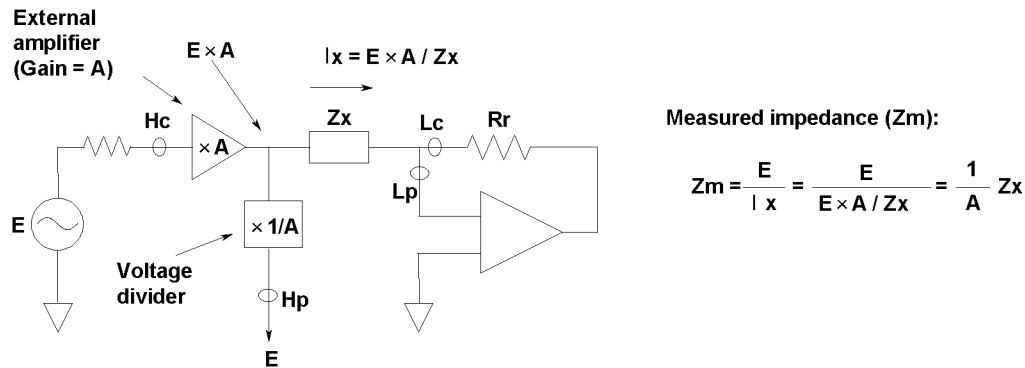 External
amplifier
(Gain = A)
E × A
Ix = E × A / Zx
Hc
× A
Zx
Lc
Rr
Lp
E
× 1/A
Voltage
divider
Hp
E
Measured impedance (Zm):
Zm = E / I x = E / E × A / Zx = 1 / A Zx